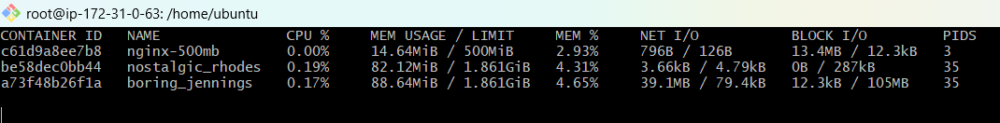 root@ip-172-31-0-63: /home/ubuntu
CONTAINER ID NAME CPU % MEM USAGE / LIMIT MEM % NET I/O BLOCK I/O PIDS
c61d9a8ee7b8 nginx-500mb 0.00% 14.64MiB / 500MiB 2.93% 796B / 126B 13.4MB / 12.3kB 3
be58dec0bb44 nostalgic_rhodes 0.19% 82.12MiB / 1.861GiB 4.31% 3.66kB / 4.79kB 0B / 287kB 35
a73f48b26f1a boring_jennings 0.17% 88.64MiB / 1.861GiB 4.65% 39.1MB / 79.4kB 12.3kB / 105MB 35